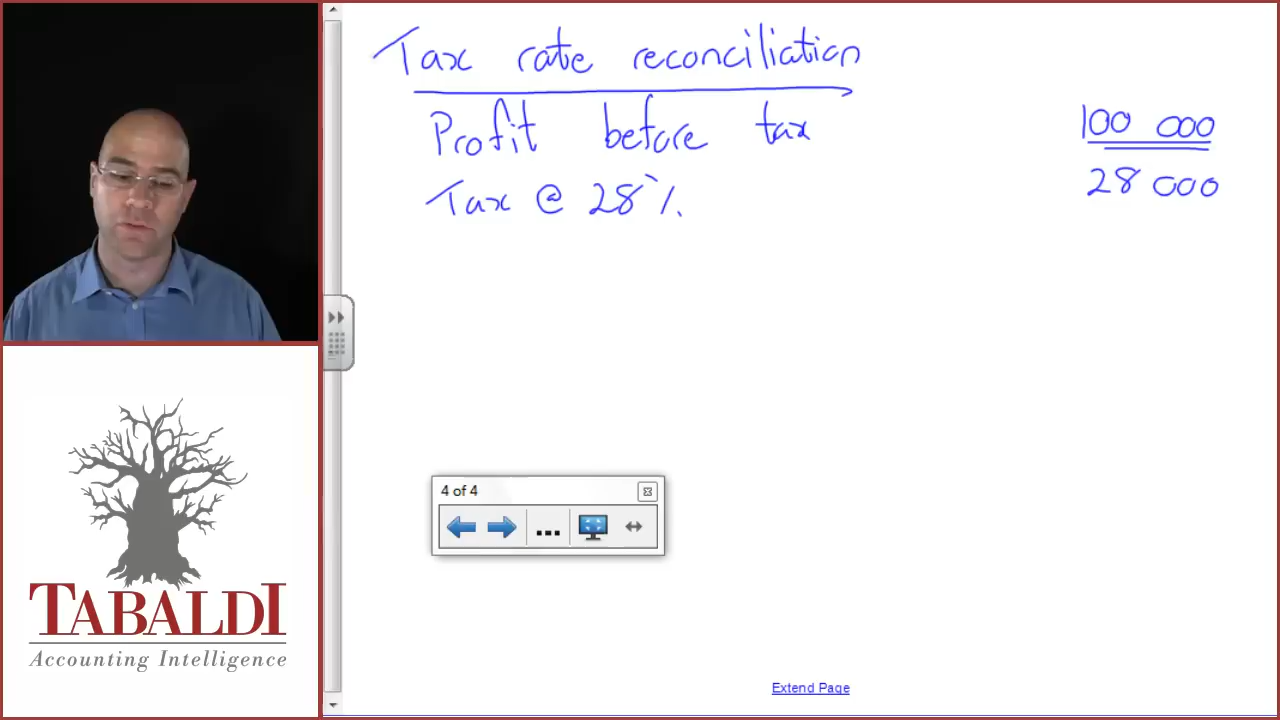 Tax rate reconciliation
Profit before tax 100 000
Tax @ 28% 28 000
4 of 4
...
TABALDI
Accounting Intelligence
Extend Page